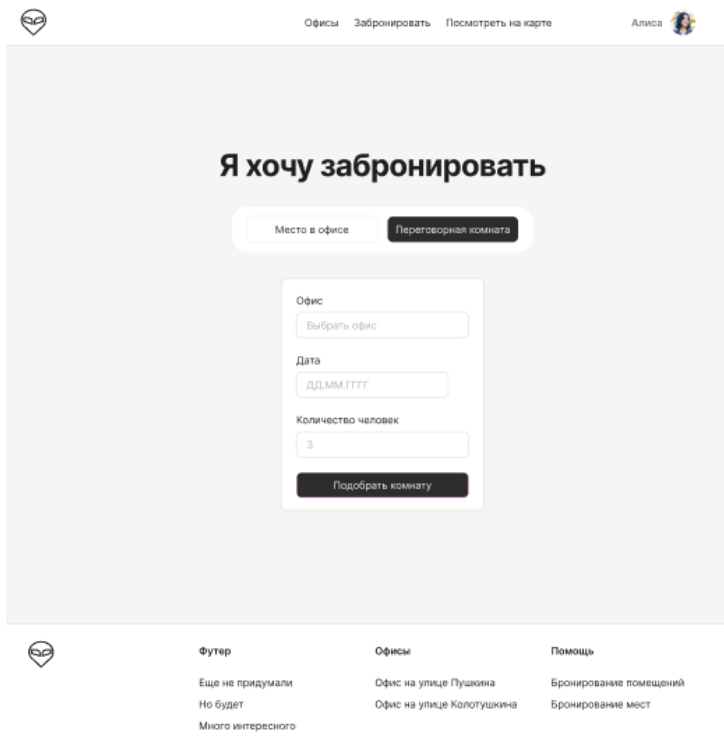 Офисы Забронировать Посмотреть на карте Алиса
Я хочу забронировать
Место в офисе Переговорная комната
Офис
Выбрать офис
Дата
ДД.ММ.ГГГГ
Количество человек
3
Подобрать комнату
Футер Офисы Помощь
Еще не придумали Офис на улице Пушкина Бронирование помещений
Но будет Офис на улице Колотушкина Бронирование мест
Много интересного